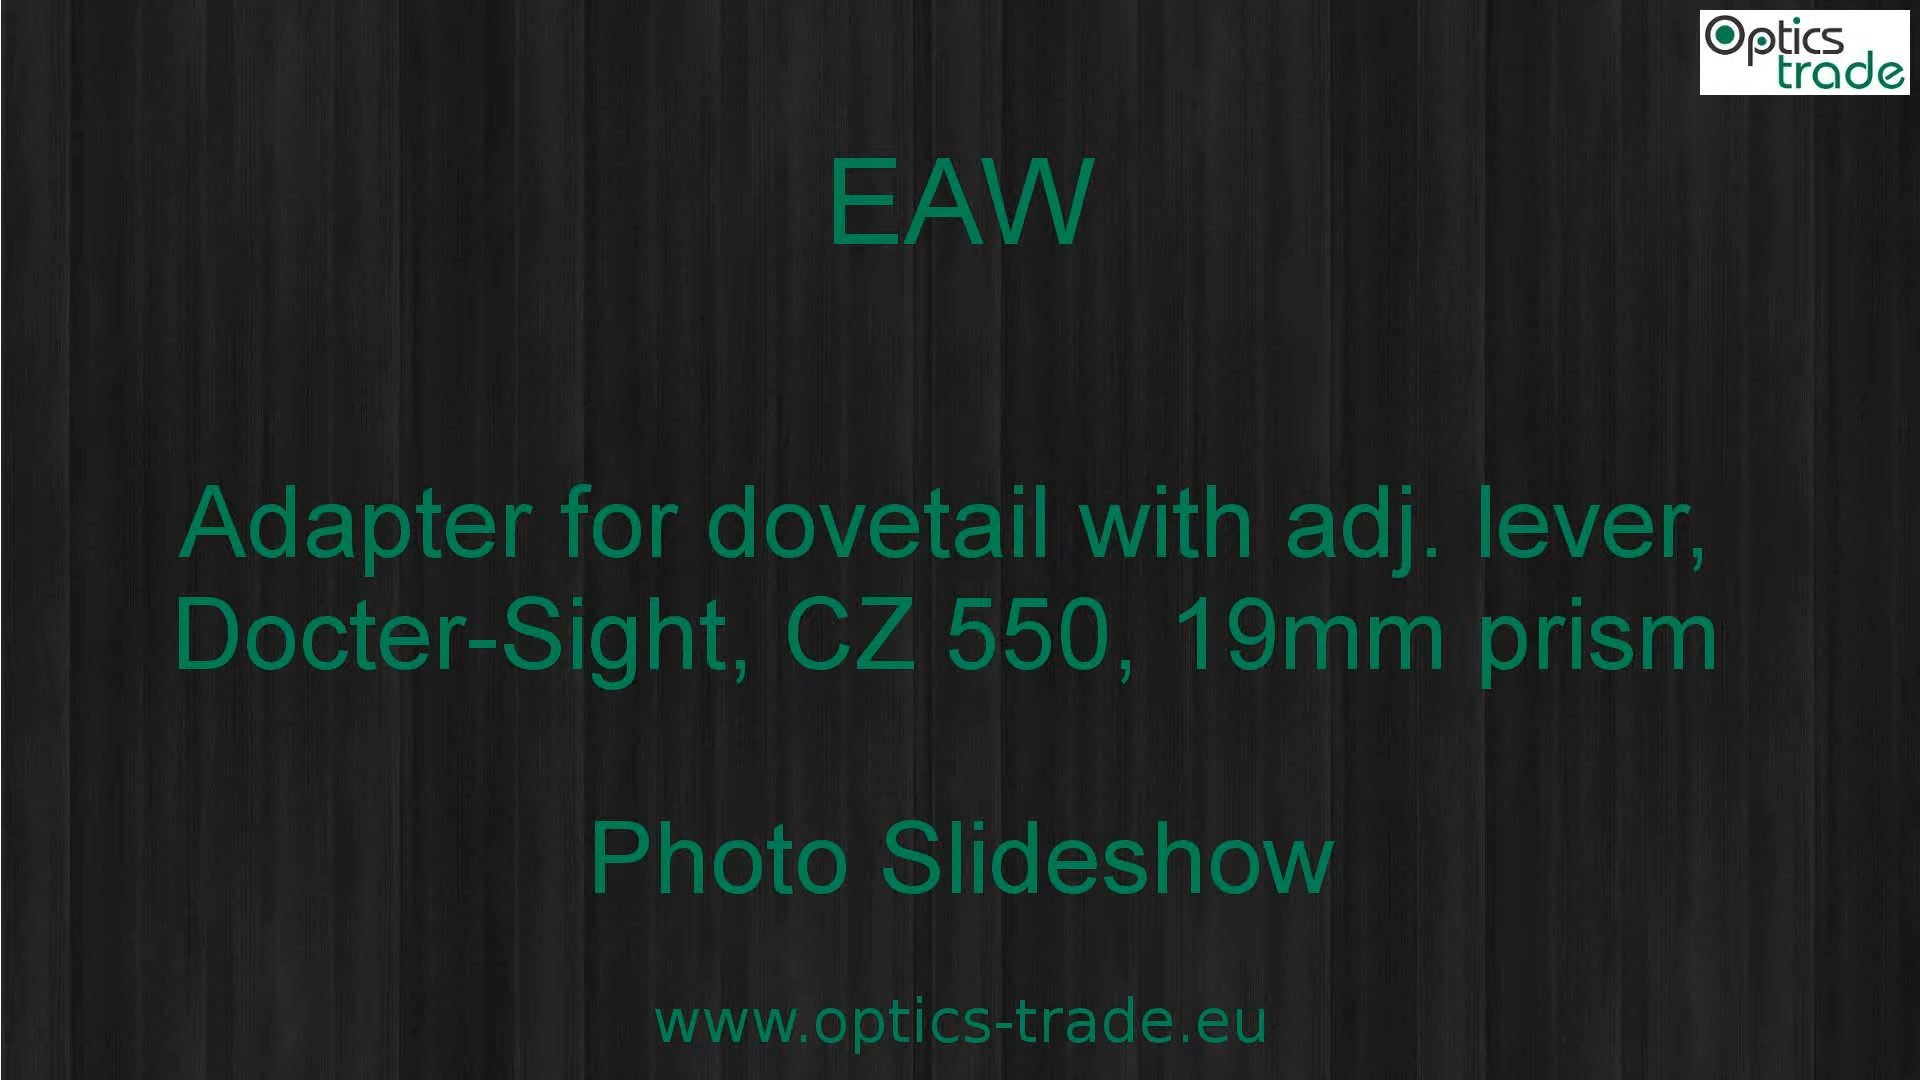 Optics
trade
EAW
Adapter for dovetail with adj. lever,
Docter-Sight, CZ 550, 19mm prism
Photo Slideshow
www.optics-trade.eu